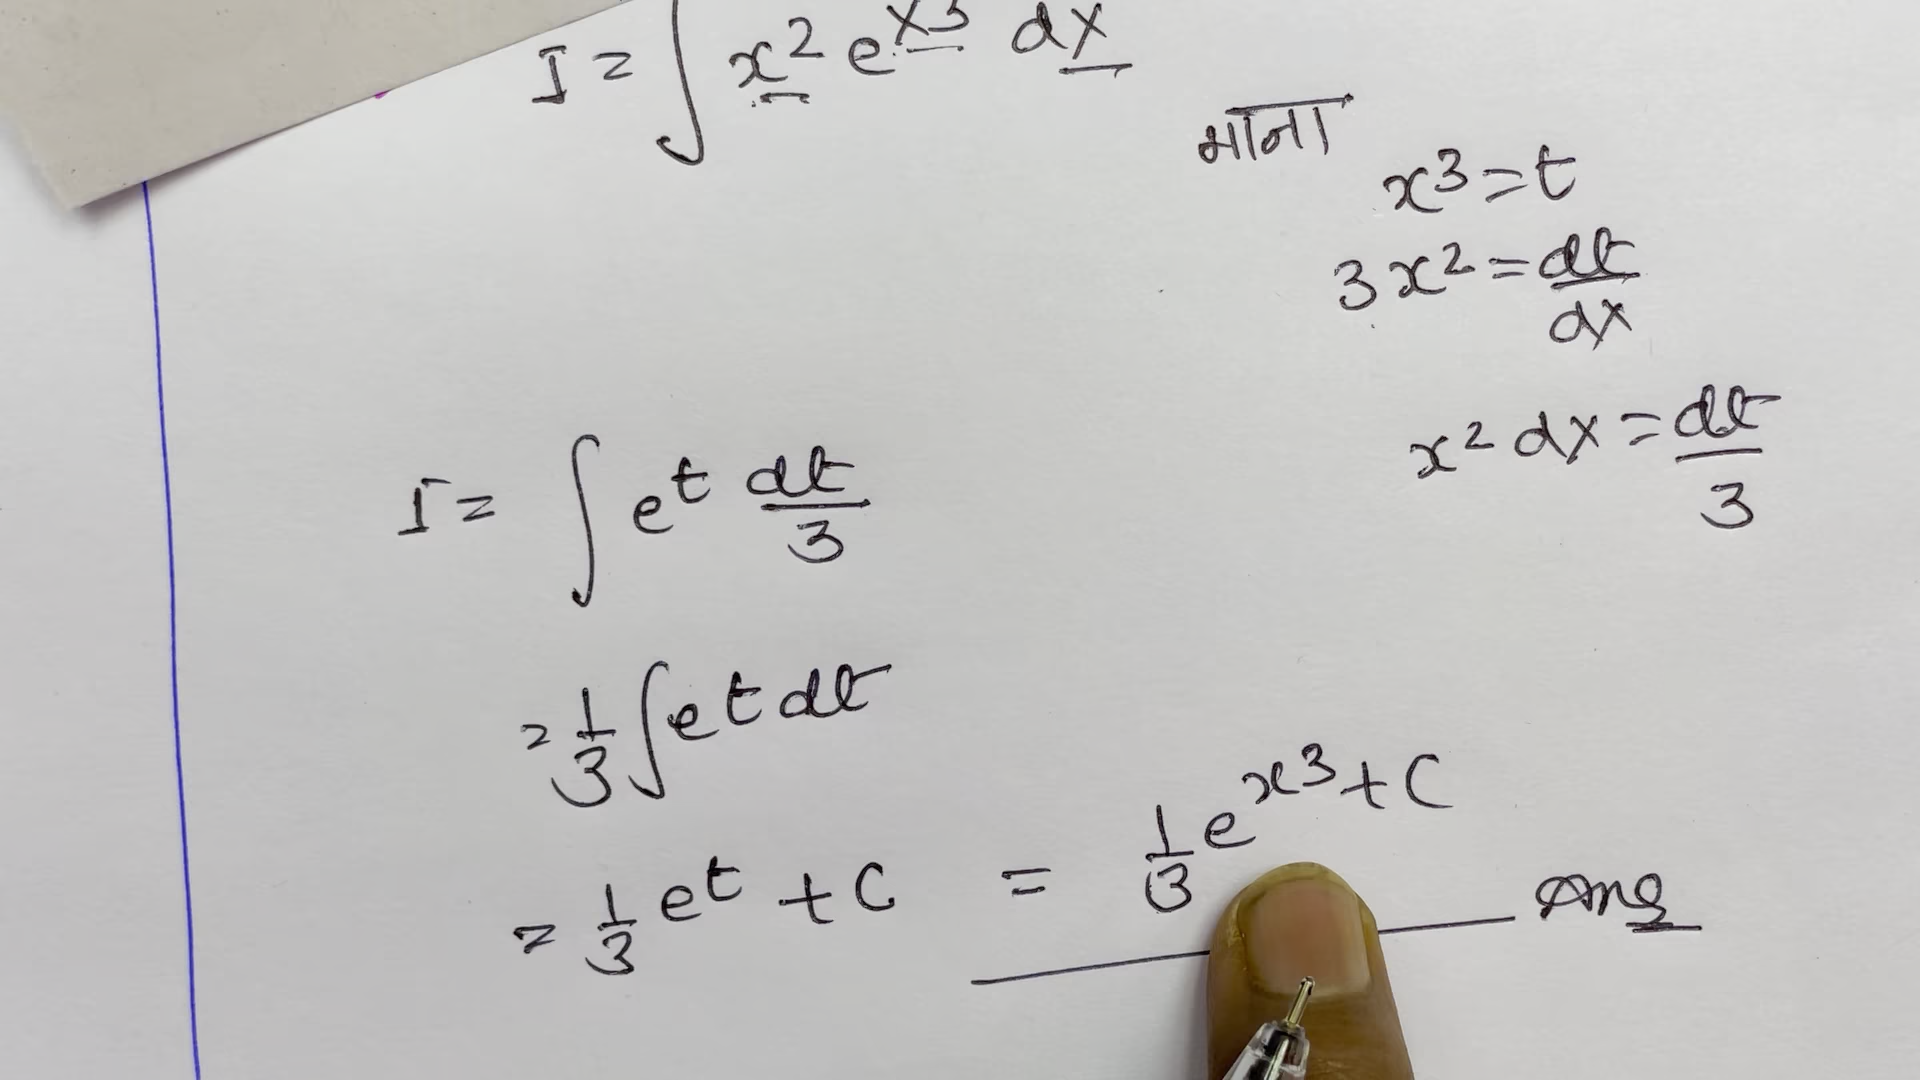 I = ∫ x² e^x³ dx
माना
x³ = t
3x² = dt/dx
x² dx = dt/3
I = ∫ e^t dt/3
= 1/3 ∫ e^t dt
= 1/3 e^t + C = 1/3 e^x³ + C Ans